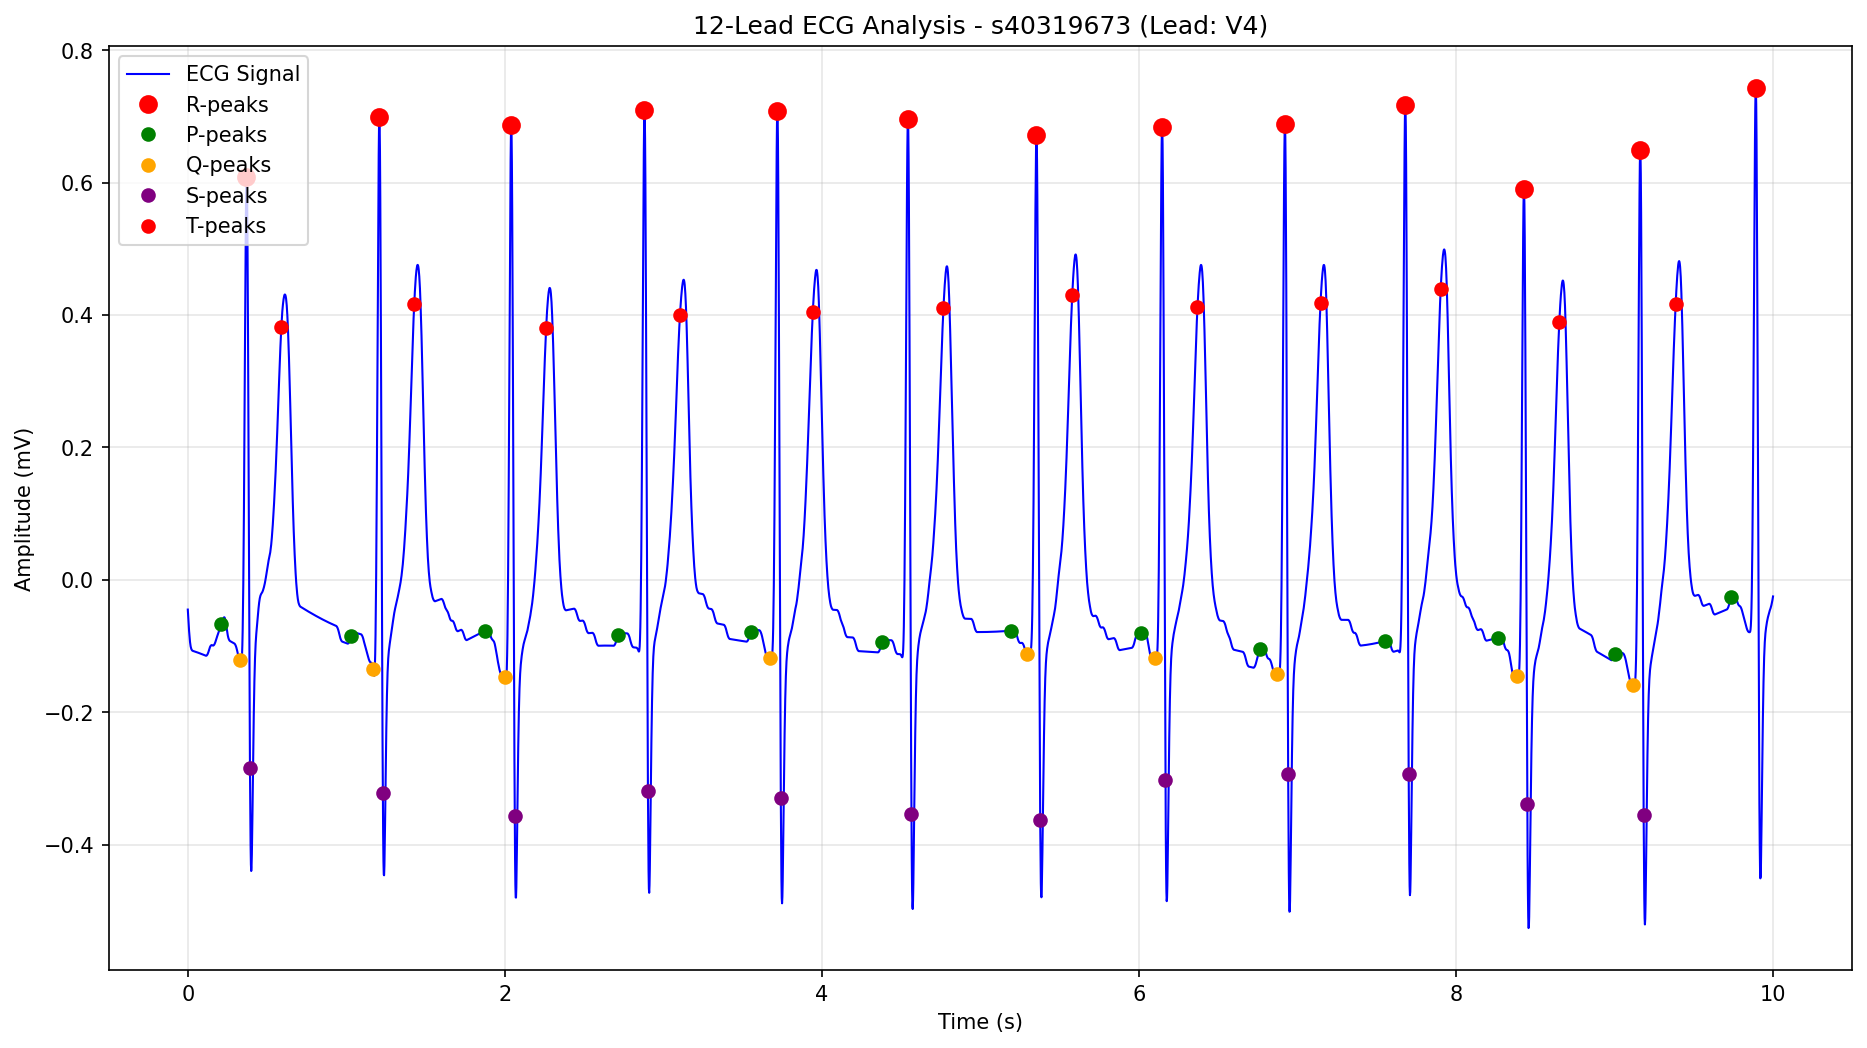 12-Lead ECG Analysis - s40319673 (Lead: V4)
ECG Signal
R-peaks
P-peaks
Q-peaks
S-peaks
T-peaks
Amplitude (mV)
0.8
0.6
0.4
0.2
0.0
−0.2
−0.4
0 2 4 6 8 10
Time (s)